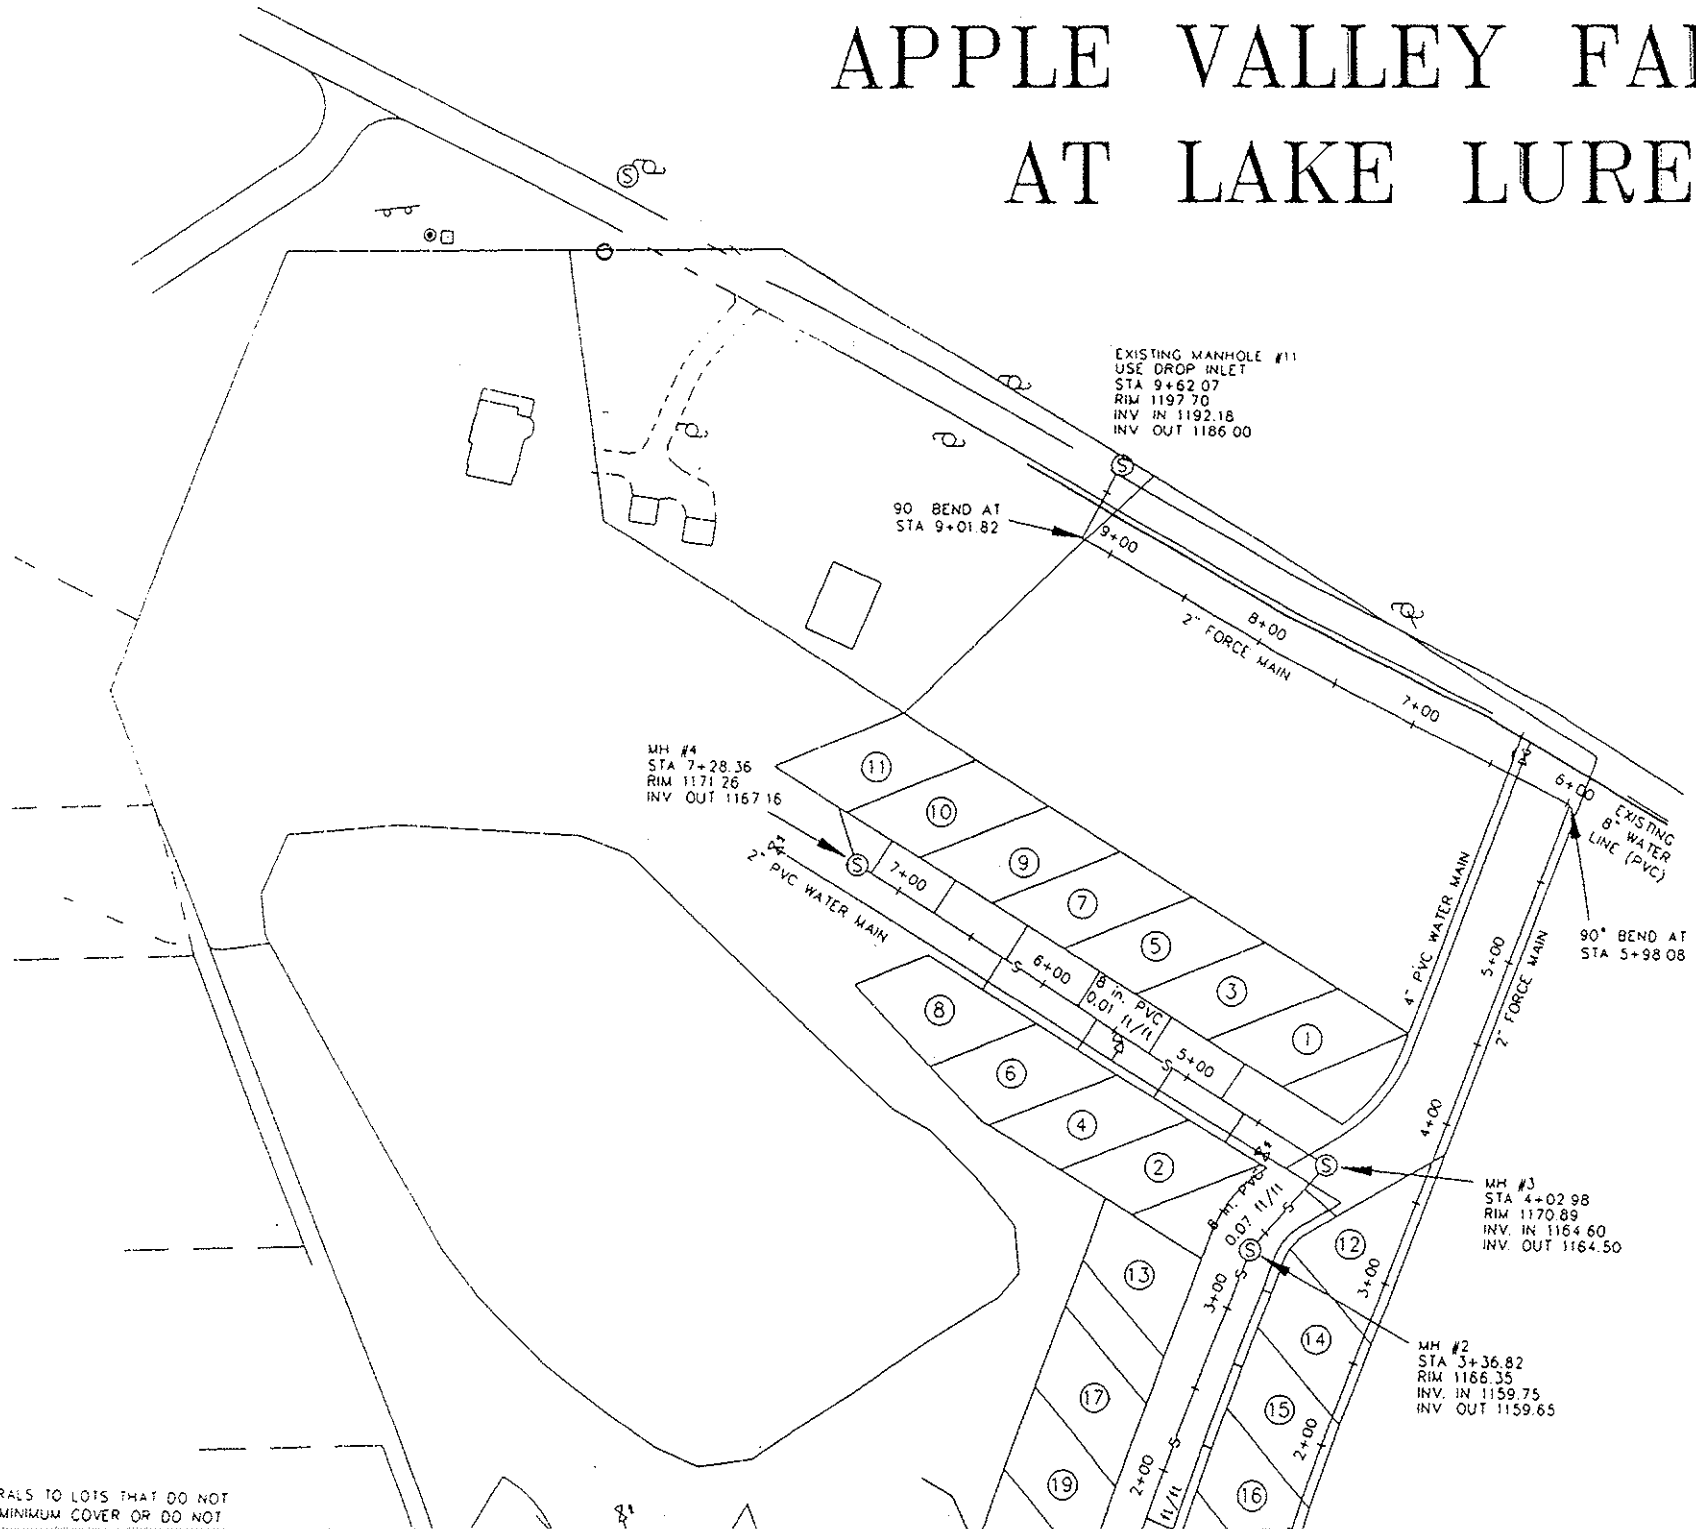 APPLE VALLEY FA
AT LAKE LURE
EXISTING MANHOLE #11
USE DROP INLET
STA 9+62 07
RIM 1197 70
INV IN 1192.18
INV OUT 1186 00
90 BEND AT
STA 9+01.82
9+00
8+00
2" FORCE MAIN
7+00
6+00
EXISTING
8" WATER
LINE (PVC)
90° BEND AT
STA 5+98 08
MH #4
STA 7+28.36
RIM 1171 26
INV OUT 1167 16
2" PVC WATER MAIN
7+00
6+00
8 in. PVC
0.01 ft/ft
5+00
4" PVC WATER MAIN
5+00
2" FORCE MAIN
4+00
11
10
9
7
5
3
1
8
6
4
2
8 in. PVC
0.07 ft/ft
MH #3
STA 4+02 98
RIM 1170.89
INV. IN 1164 60
INV. OUT 1164.50
12
13
3+00
3+00
14
MH #2
STA 3+36.82
RIM 1166.35
INV. IN 1159.75
INV OUT 1159.65
17
15
2+00
19
2+00
16
ft/ft
RALS TO LOTS THAT DO NOT
MINIMUM COVER OR DO NOT
S
S
S
S
S
S
S
S
S
S